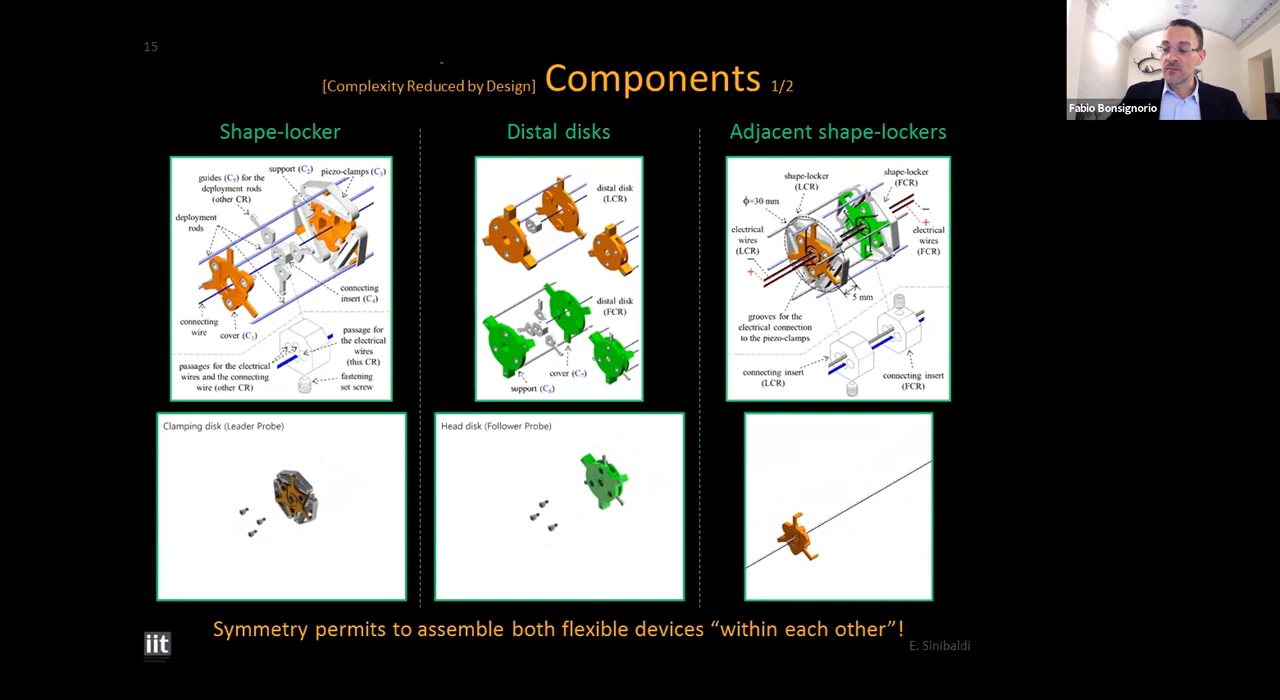 15
[Complexity Reduced by Design] Components 1/2
Fabio Bonsignorio
Shape-locker
support (C2)
piezo-clamps (C3)
guides (C5) for the
deployment rods
(other CR)
deployment
rods
connecting
insert (C4)
connecting
wire
cover (C1)
passage for
the electrical
wires
(this CR)
passages for the electrical
wires and the connecting
wire (other CR)
fastening
set screw
Distal disks
distal disk
(LCR)
distal disk
(FCR)
cover (C7)
support (C6)
Adjacent shape-lockers
shape-locker
(LCR)
shape-locker
(FCR)
ϕ=30 mm
electrical
wires
(LCR)
−
+
−
+
electrical
wires
(FCR)
5 mm
grooves for the
electrical connection
to the piezo-clamps
connecting insert
(LCR)
connecting insert
(FCR)
Clamping disk (Leader Probe)
Head disk (Follower Probe)
Symmetry permits to assemble both flexible devices “within each other”!
iit
E. Sinibaldi